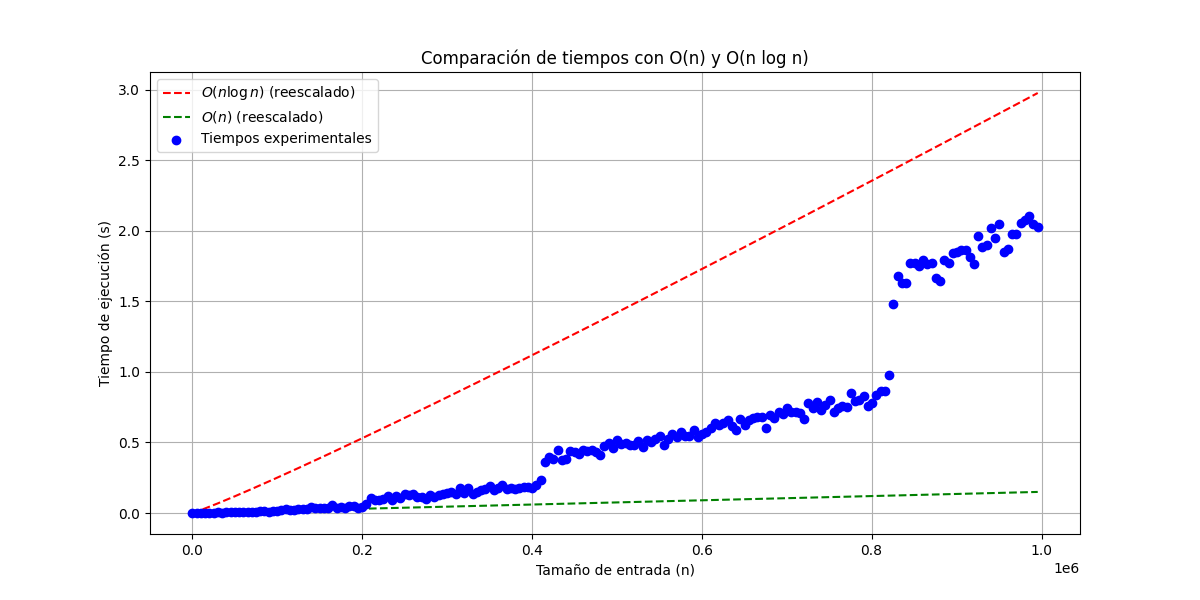 Comparación de tiempos con O(n) y O(n log n)
O(n log n) (reescalado)
O(n) (reescalado)
Tiempos experimentales
3.0
2.5
2.0
1.5
1.0
0.5
0.0
Tiempo de ejecución (s)
0.0 0.2 0.4 0.6 0.8 1.0
1e6
Tamaño de entrada (n)